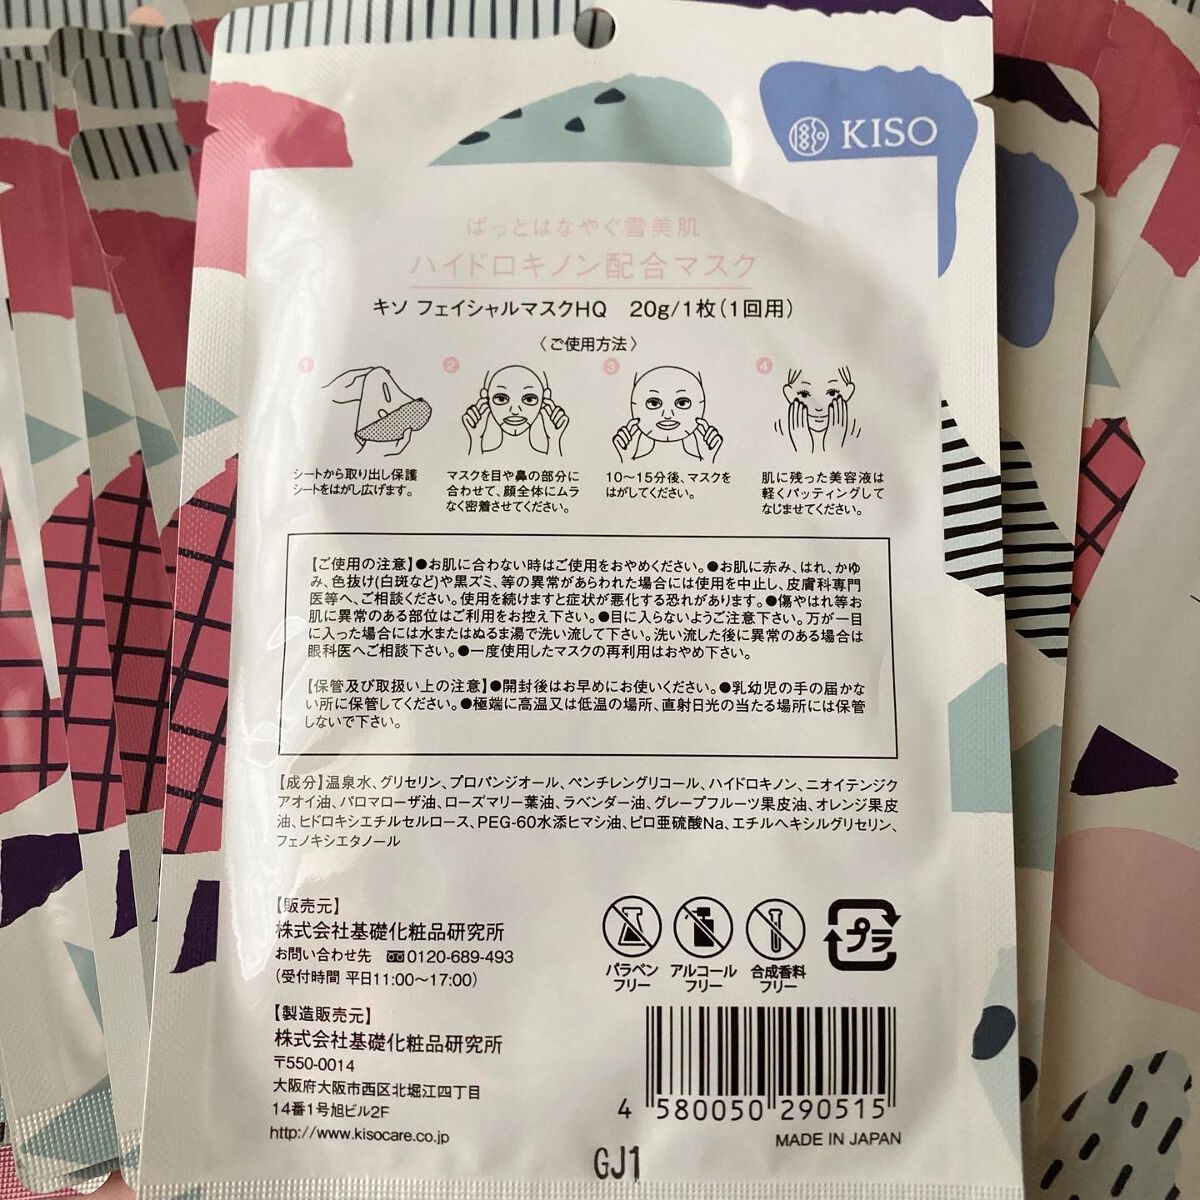 KISO
ぱっとはなやぐ雪美肌
ハイドロキノン配合マスク
キソ フェイシャルマスクHQ 20g/1枚(1回用)
〈ご使用方法〉
1
シートから取り出し保護
シートをはがし広げます。
2
マスクを目や鼻の部分に
合わせて、顔全体にムラ
なく密着させてください。
3
10〜15分後、マスクを
はがしてください。
4
肌に残った美容液は
軽くパッティングして
なじませてください。
【ご使用の注意】●お肌に合わない時はご使用をおやめください。●お肌に赤み、はれ、かゆ
み、色抜け(白斑など)や黒ズミ、等の異常があらわれた場合には使用を中止し、皮膚科専門
医等へ、ご相談ください。使用を続けますと症状が悪化する恐れがあります。●傷やはれ等お
肌に異常のある部位はご利用をお控え下さい。●目に入らないようご注意下さい。万が一目
に入った場合には水またはぬるま湯で洗い流して下さい。洗い流した後に異常のある場合は
眼科医へご相談下さい。●一度使用したマスクの再利用はおやめ下さい。
【保管及び取扱い上の注意】●開封後はお早めにお使いください。●乳幼児の手の届かな
い所に保管してください。●極端に高温又は低温の場所、直射日光の当たる場所には保管
しないで下さい。
【成分】温泉水、グリセリン、プロパンジオール、ペンチレングリコール、ハイドロキノン、ニオイテンジク
アオイ油、パロマローザ油、ローズマリー葉油、ラベンダー油、グレープフルーツ果皮油、オレンジ果皮
油、ヒドロキシエチルセルロース、PEG-60水添ヒマシ油、ピロ亜硫酸Na、エチルヘキシルグリセリン、
フェノキシエタノール
【販売元】
株式会社基礎化粧品研究所
お問い合わせ先 0120-689-493
(受付時間 平日11:00〜17:00)
【製造販売元】
株式会社基礎化粧品研究所
〒550-0014
大阪府大阪市西区北堀江四丁目
14番1号旭ビル2F
http://www.kisocare.co.jp
パラベン
フリー
アルコール
フリー
合成香料
フリー
プラ
4 580050 290515
MADE IN JAPAN
GJ1